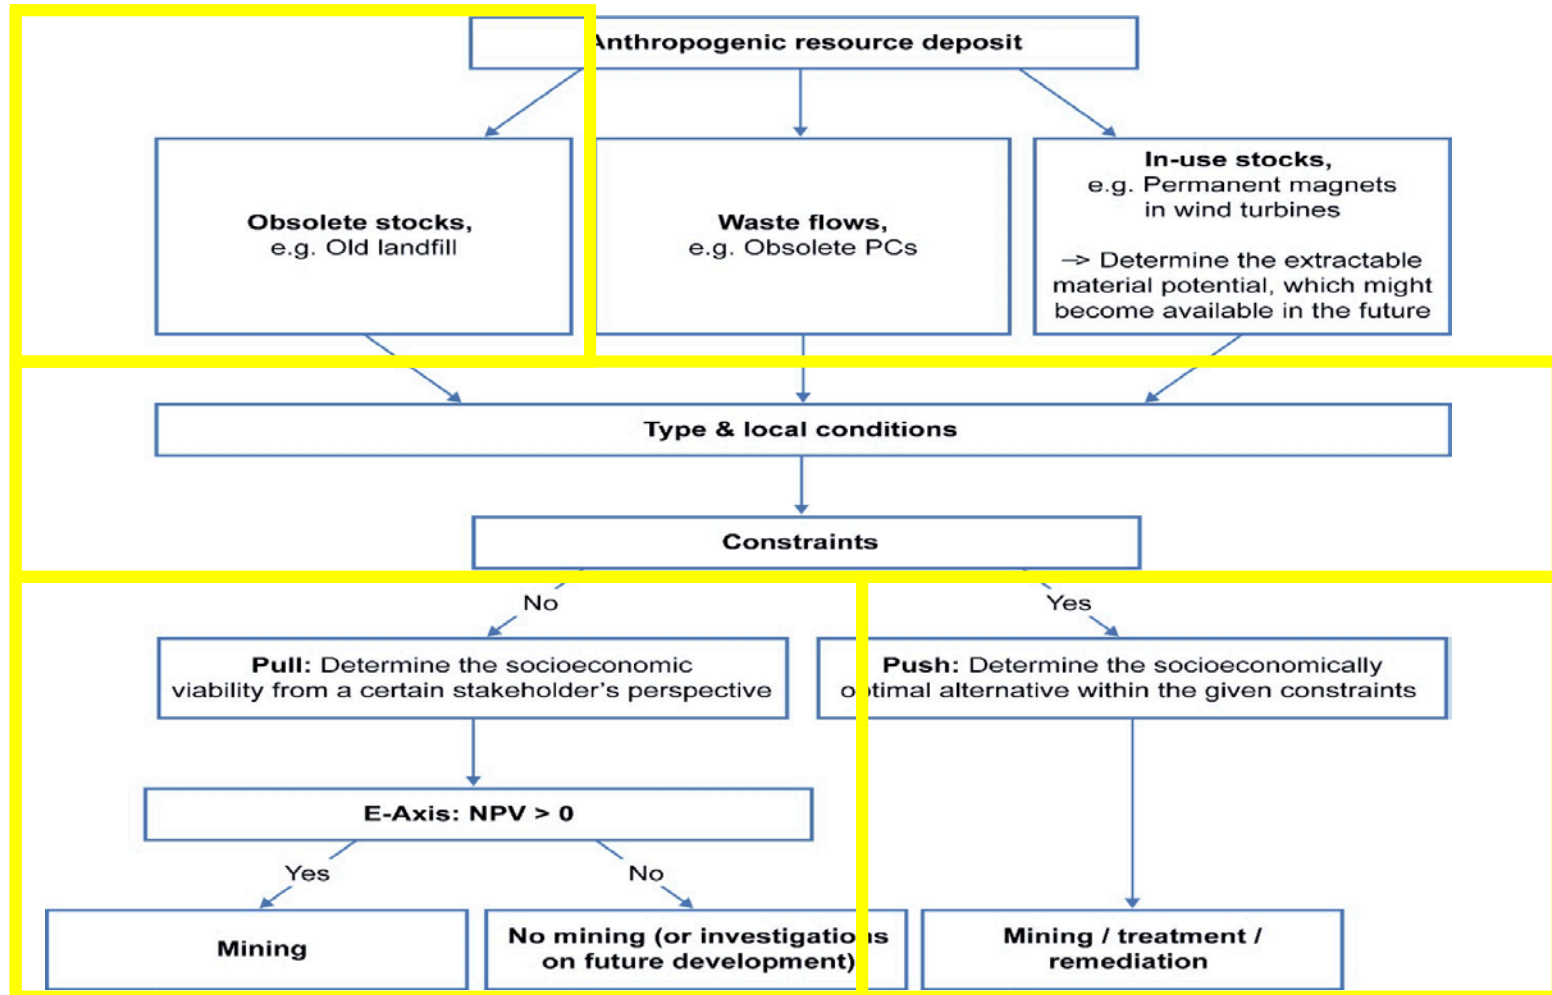 Anthropogenic resource deposit
Obsolete stocks,
e.g. Old landfill
Waste flows,
e.g. Obsolete PCs
In-use stocks,
e.g. Permanent magnets
in wind turbines
–> Determine the extractable
material potential, which might
become available in the future
Type & local conditions
Constraints
No
Yes
Pull: Determine the socioeconomic
viability from a certain stakeholder's perspective
Push: Determine the socioeconomically
optimal alternative within the given constraints
E-Axis: NPV > 0
Yes
No
Mining
No mining (or investigations
on future development)
Mining / treatment /
remediation